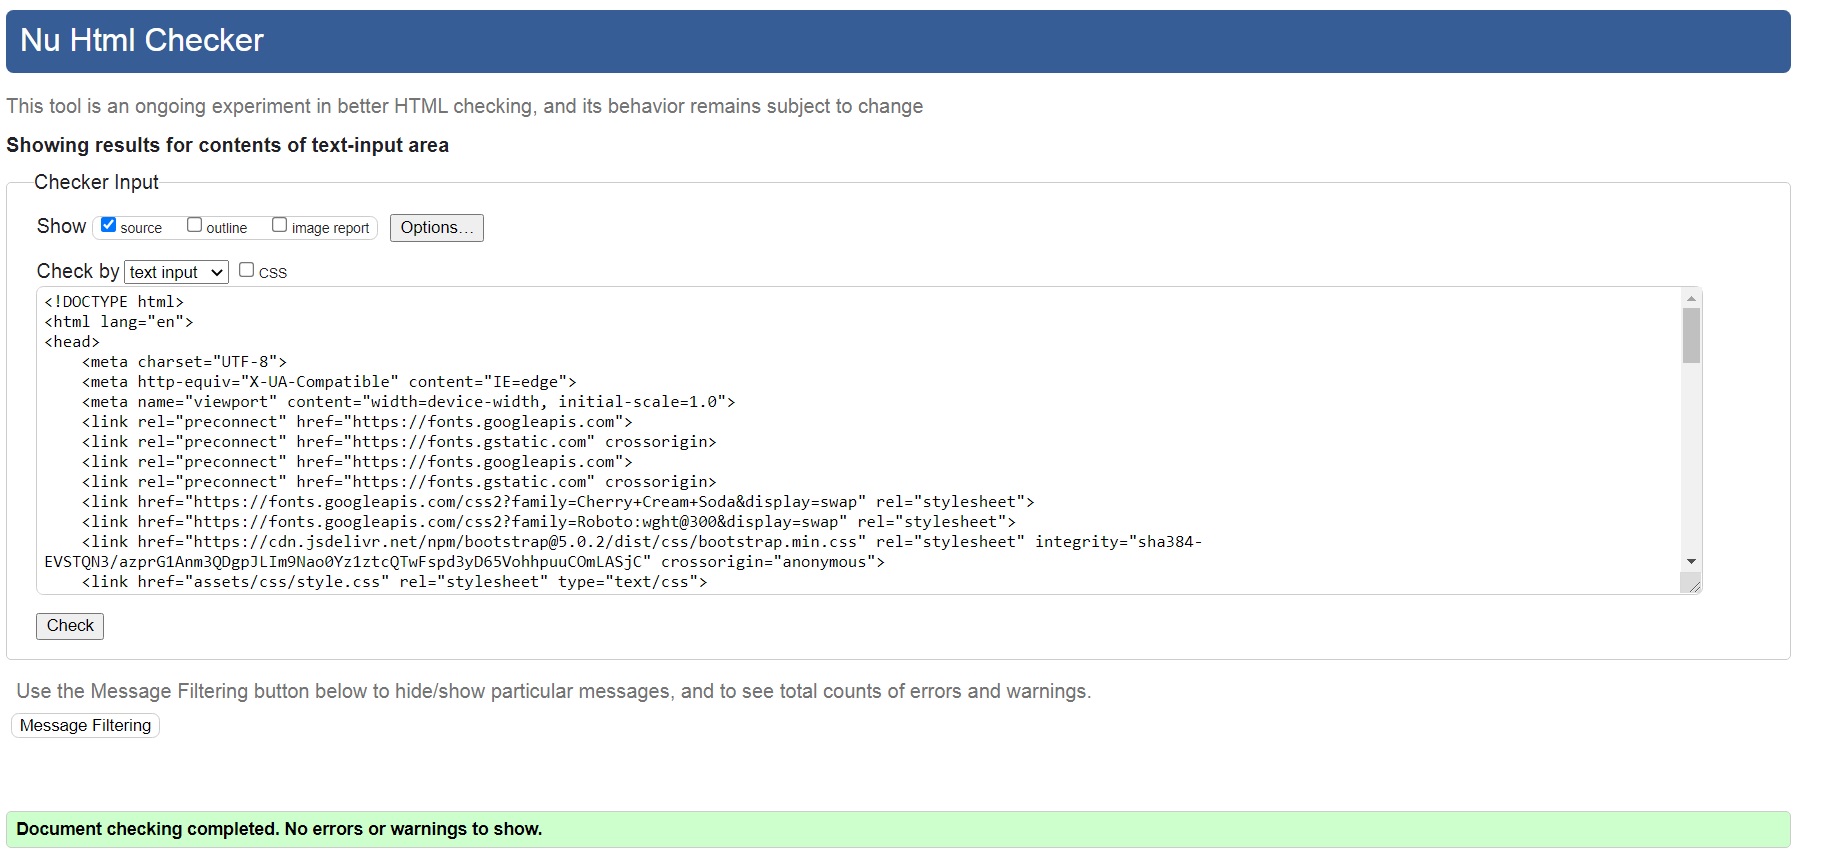 Nu Html Checker
This tool is an ongoing experiment in better HTML checking, and its behavior remains subject to change
Showing results for contents of text-input area
Checker Input
Show source outline image report Options...
Check by text input CSS
<!DOCTYPE html>
<html lang="en">
<head>
    <meta charset="UTF-8">
    <meta http-equiv="X-UA-Compatible" content="IE=edge">
    <meta name="viewport" content="width=device-width, initial-scale=1.0">
    <link rel="preconnect" href="https://fonts.googleapis.com">
    <link rel="preconnect" href="https://fonts.gstatic.com" crossorigin>
    <link rel="preconnect" href="https://fonts.googleapis.com">
    <link rel="preconnect" href="https://fonts.gstatic.com" crossorigin>
    <link href="https://fonts.googleapis.com/css2?family=Cherry+Cream+Soda&display=swap" rel="stylesheet">
    <link href="https://fonts.googleapis.com/css2?family=Roboto:wght@300&display=swap" rel="stylesheet">
    <link href="https://cdn.jsdelivr.net/npm/bootstrap@5.0.2/dist/css/bootstrap.min.css" rel="stylesheet" integrity="sha384-
EVSTQN3/azprG1Anm3QDgpJLIm9Nao0Yz1ztcQTwFspd3yD65VohhpuuCOmLASjC" crossorigin="anonymous">
    <link href="assets/css/style.css" rel="stylesheet" type="text/css">
Check
Use the Message Filtering button below to hide/show particular messages, and to see total counts of errors and warnings.
Message Filtering
Document checking completed. No errors or warnings to show.